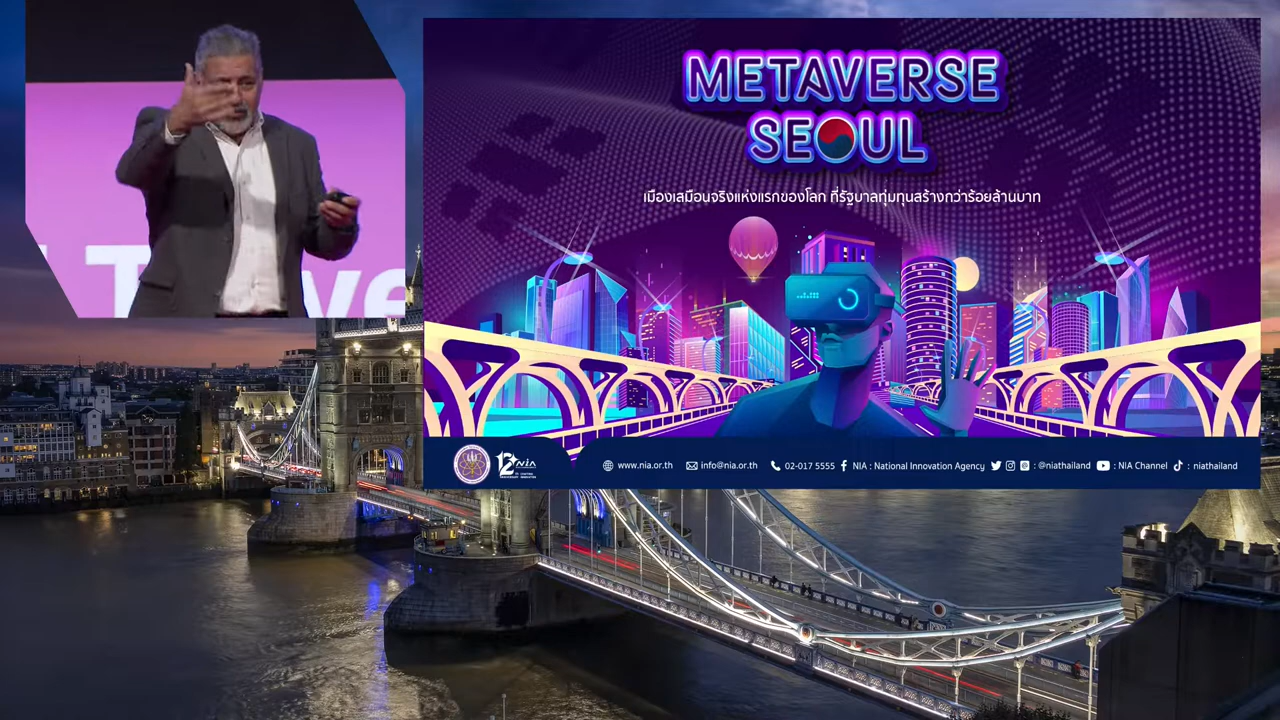 METAVERSE
SEOUL
เมืองเสมือนจริงแห่งแรกของโลก ที่รัฐบาลทุ่มทุนสร้างกว่าร้อยล้านบาท
NIA
www.nia.or.th info@nia.or.th 02-017 5555 NIA : National Innovation Agency : @niathailand : NIA Channel : niathailand